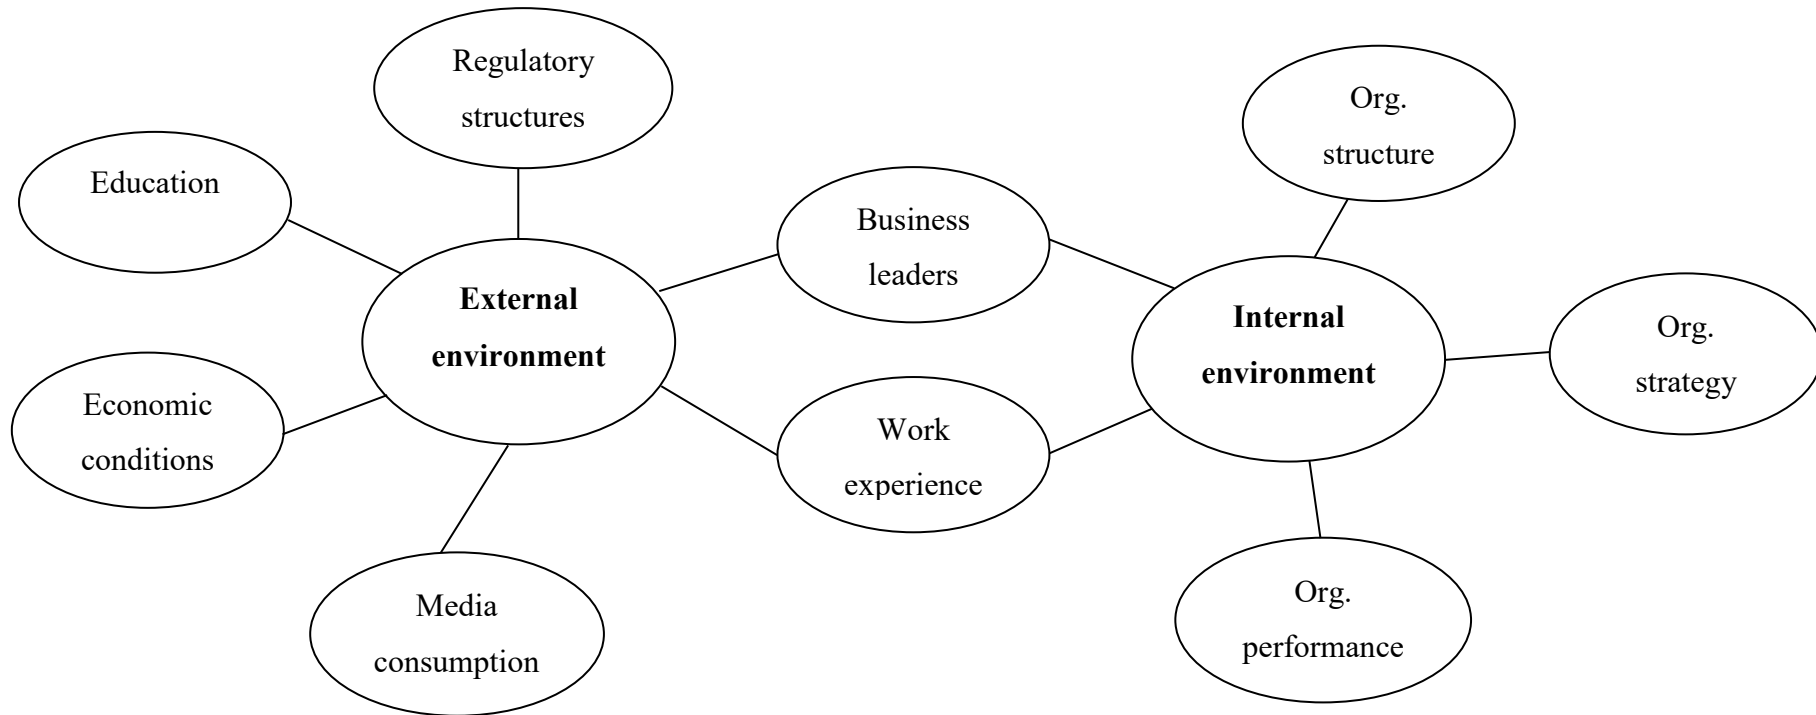 Regulatory
structures
Education
External
environment
Economic
conditions
Media
consumption
Business
leaders
Work
experience
Org.
structure
Internal
environment
Org.
strategy
Org.
performance